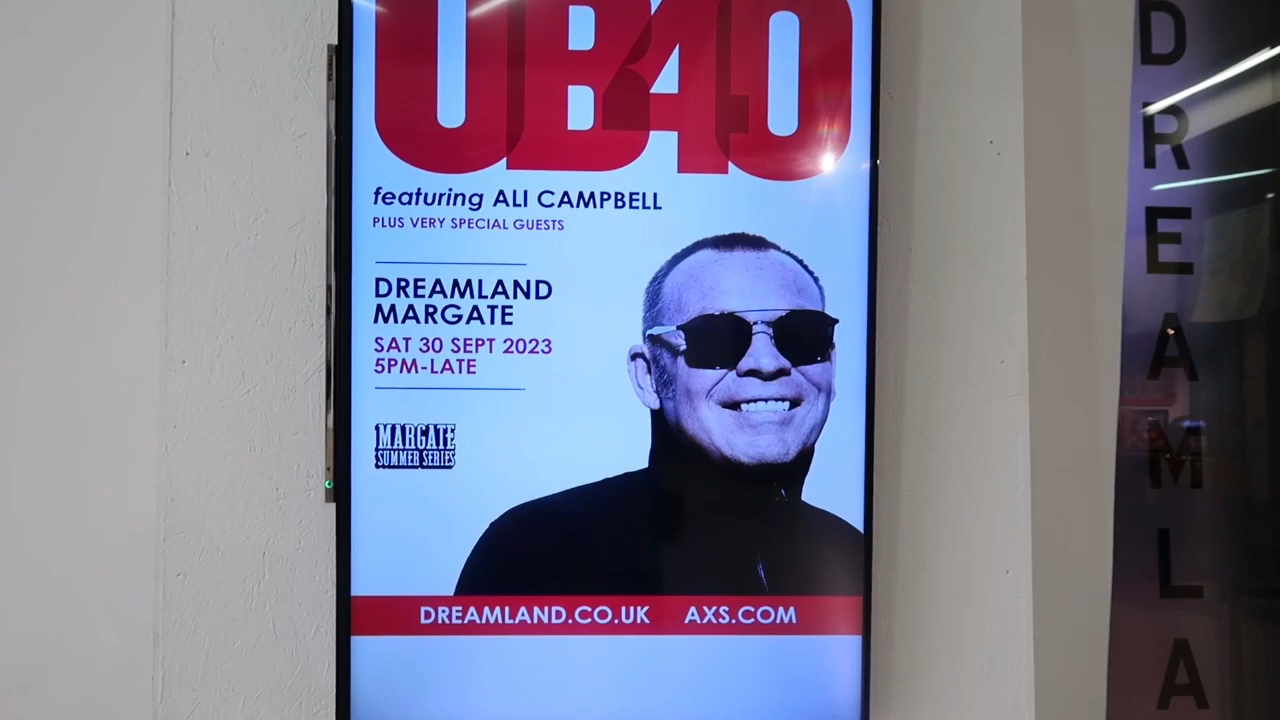 UB40
featuring ALI CAMPBELL
PLUS VERY SPECIAL GUESTS
DREAMLAND
MARGATE
SAT 30 SEPT 2023
5PM-LATE
MARGATE
SUMMER SERIES
DREAMLAND.CO.UK AXS.COM
DREAMLA